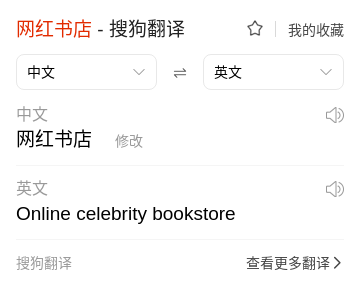 网红书店 - 搜狗翻译 我的收藏
中文 英文
中文
网红书店 修改
英文
Online celebrity bookstore
搜狗翻译 查看更多翻译